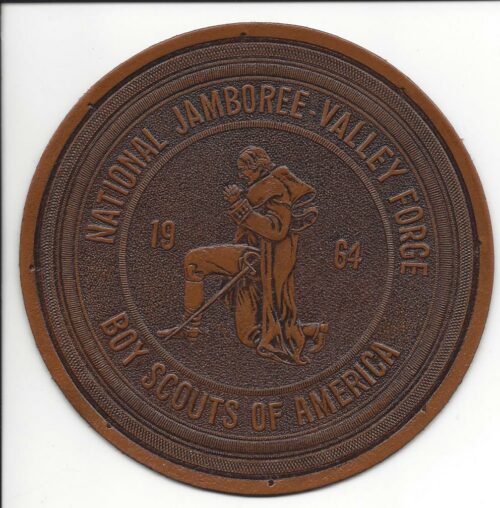 NATIONAL JAMBOREE-VALLEY FORGE
19 64
BOY SCOUTS OF AMERICA